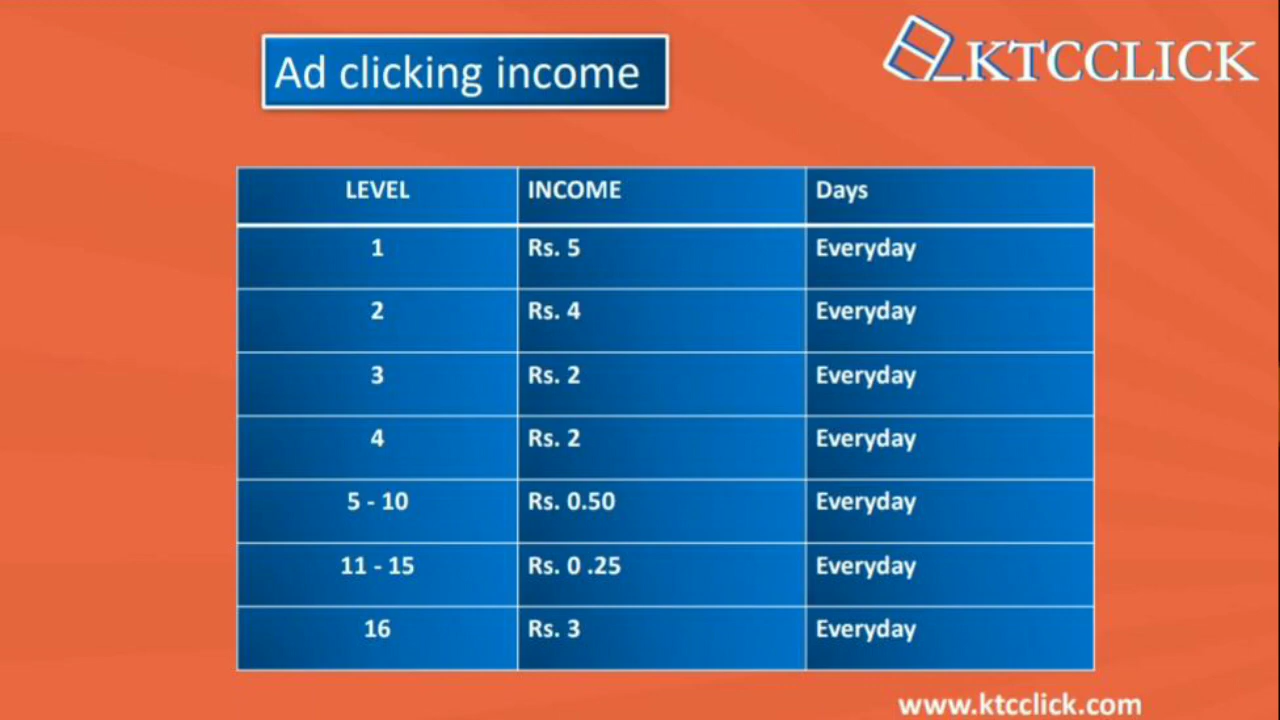 KTCCLICK
Ad clicking income
LEVEL INCOME Days
1 Rs. 5 Everyday
2 Rs. 4 Everyday
3 Rs. 2 Everyday
4 Rs. 2 Everyday
5 - 10 Rs. 0.50 Everyday
11 - 15 Rs. 0 .25 Everyday
16 Rs. 3 Everyday
www.ktcclick.com